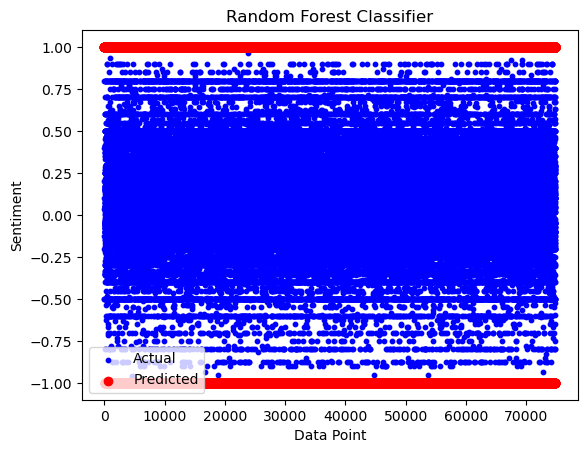 Random Forest Classifier
1.00
0.75
0.50
0.25
0.00
−0.25
−0.50
−0.75
−1.00
Sentiment
Actual
Predicted
0 10000 20000 30000 40000 50000 60000 70000
Data Point